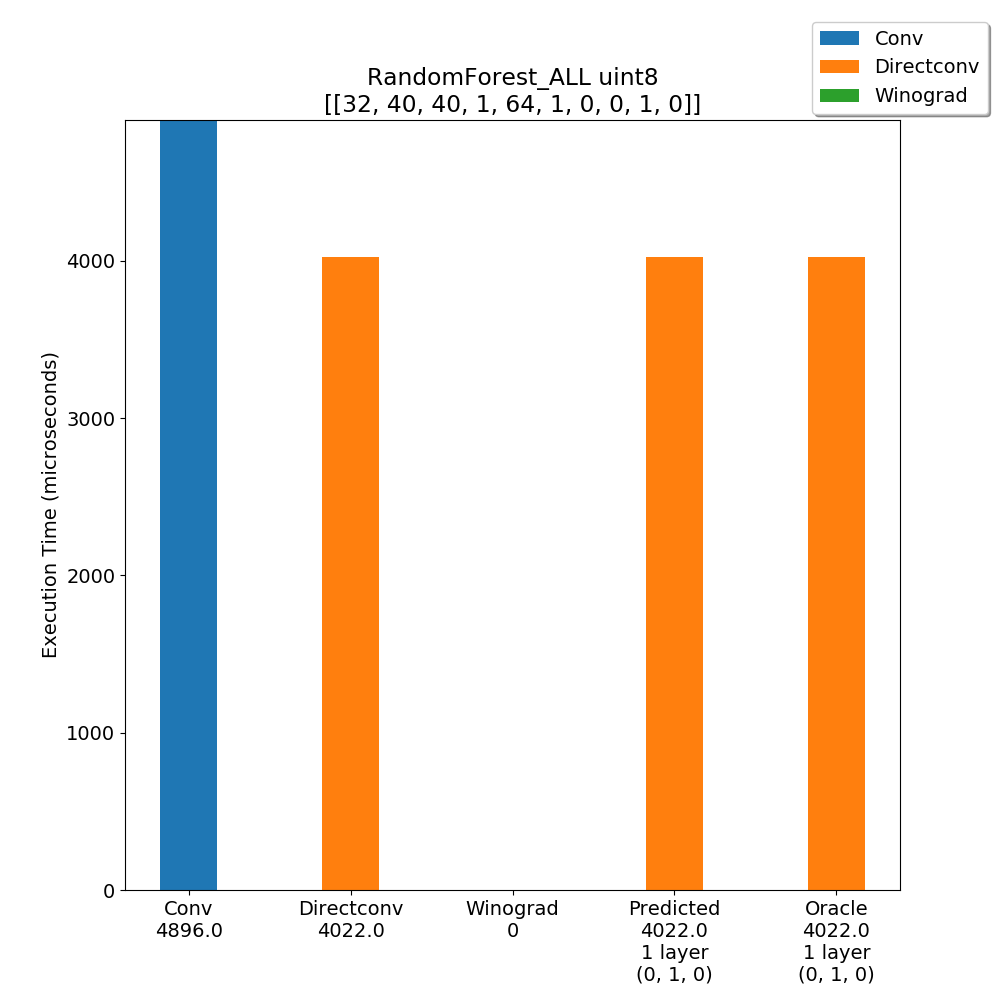 Conv
Directconv
Winograd
RandomForest_ALL uint8
[[32, 40, 40, 1, 64, 1, 0, 0, 1, 0]]
Execution Time (microseconds)
4000
3000
2000
1000
0
Conv
4896.0
Directconv
4022.0
Winograd
0
Predicted
4022.0
1 layer
(0, 1, 0)
Oracle
4022.0
1 layer
(0, 1, 0)